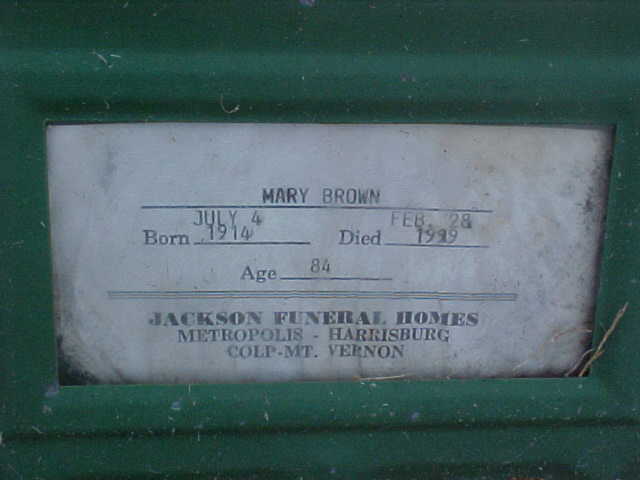 MARY BROWN
JULY 4 FEB. 28
Born 1914 Died 1999
Age 84
JACKSON FUNERAL HOMES
METROPOLIS - HARRISBURG
COLP-MT. VERNON